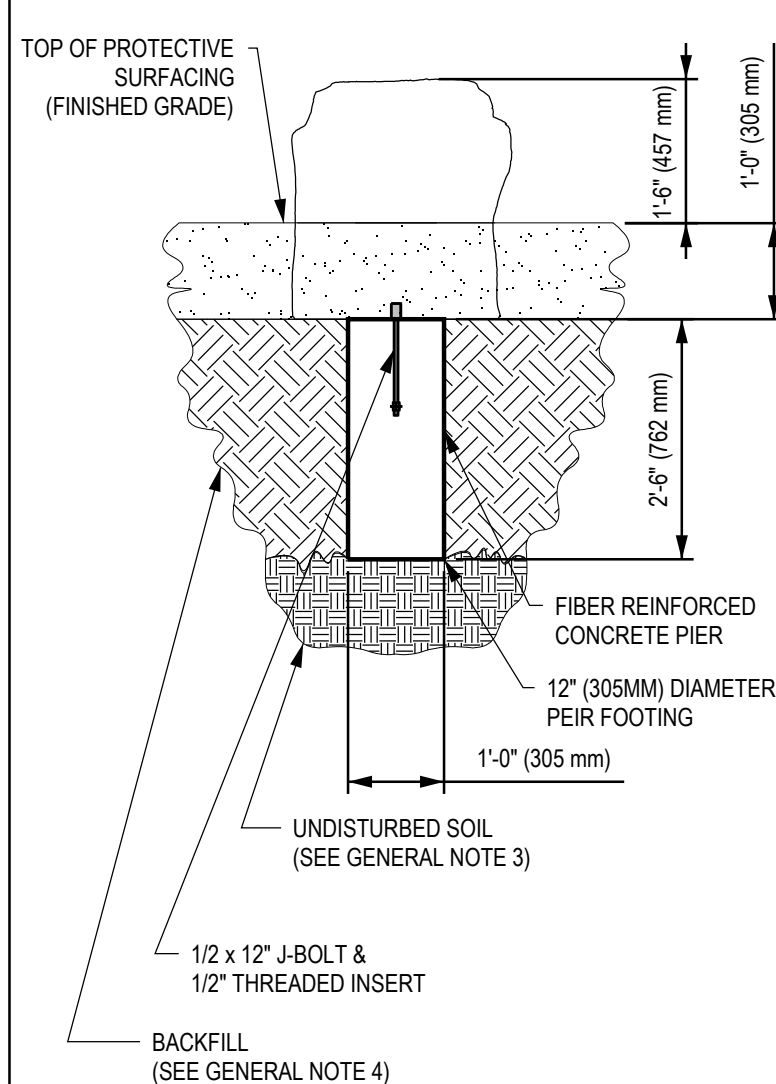 TOP OF PROTECTIVE
SURFACING
(FINISHED GRADE)
1'-6" (457 mm)
1'-0" (305 mm)
2'-6" (762 mm)
FIBER REINFORCED
CONCRETE PIER
12" (305MM) DIAMETER
PEIR FOOTING
1'-0" (305 mm)
UNDISTURBED SOIL
(SEE GENERAL NOTE 3)
1/2 x 12" J-BOLT &
1/2" THREADED INSERT
BACKFILL
(SEE GENERAL NOTE 4)